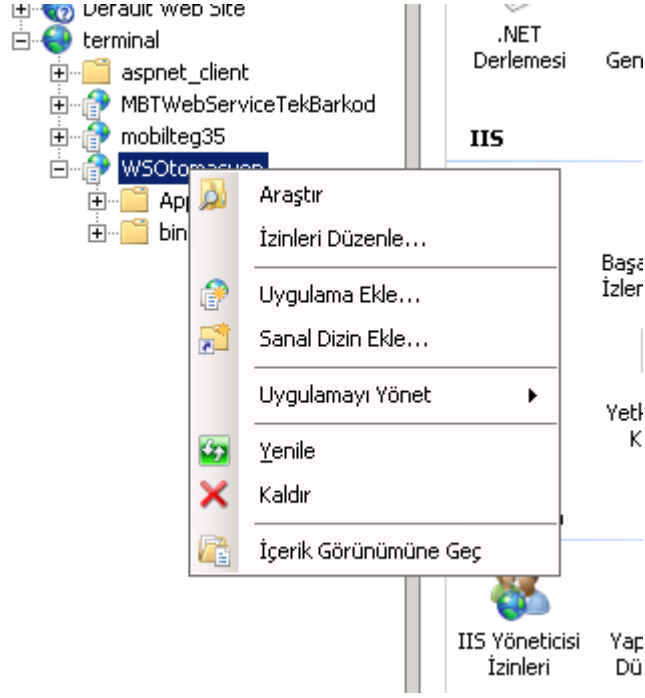 Default Web Site
terminal
aspnet_client
MBTWebServiceTekBarkod
mobilteg35
WSOtomasyon
bin
.NET
Derlemesi
IIS
Araştır
İzinleri Düzenle...
Uygulama Ekle...
Sanal Dizin Ekle...
Uygulamayı Yönet
Yenile
Kaldır
İçerik Görünümüne Geç
IIS Yöneticisi
İzinleri